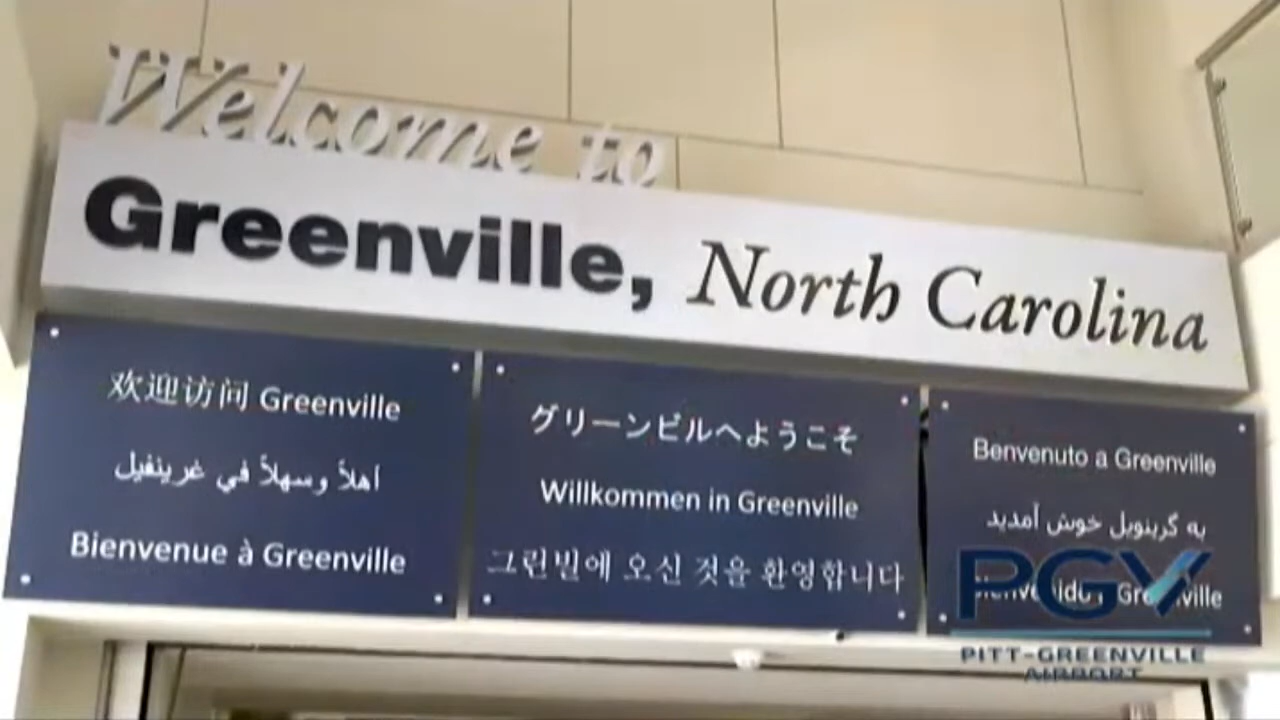 Welcome to
Greenville, North Carolina
欢迎访问 Greenville
أهلاً وسهلاً في غرينفيل
Bienvenue à Greenville
グリーンビルへようこそ
Willkommen in Greenville
그린빌에 오신 것을 환영합니다
Benvenuto a Greenville
به گرینویل خوش آمدید
Bienvenido a Greenville
PGV
PITT-GREENVILLE
AIRPORT